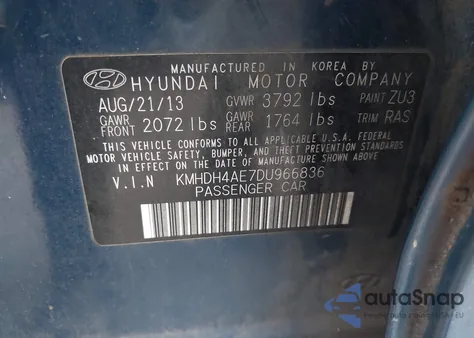 MANUFACTURED IN KOREA BY
HYUNDAI MOTOR COMPANY
AUG/21/13 GVWR 3792 lbs PAINT ZU3
GAWR FRONT 2072 lbs GAWR REAR 1764 lbs TRIM RAS
THIS VEHICLE CONFORMS TO ALL APPLICABLE U.S.A. FEDERAL
MOTOR VEHICLE SAFETY, BUMPER, AND THEFT PREVENTION STANDARDS
IN EFFECT ON THE DATE OF MANUFACTURE SHOWN ABOVE.
V.I.N KMHDH4AE7DU966836
PASSENGER CAR
autoSnap